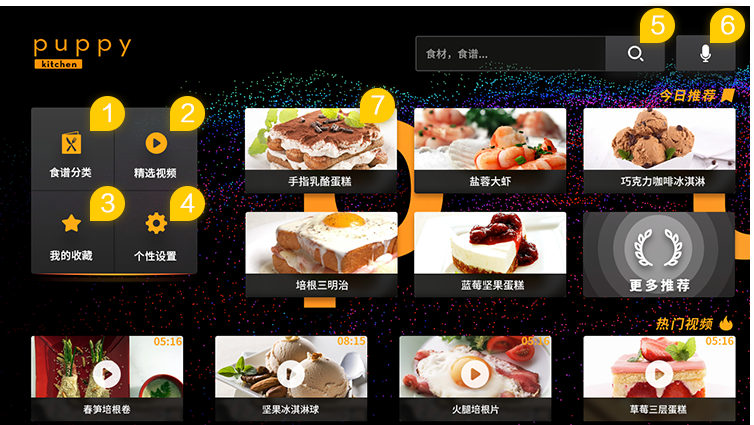 5
6
puppy
kitchen
食材，食谱...
今日推荐
1
2
7
食谱分类
精选视频
手指乳酪蛋糕
盐蓉大虾
巧克力咖啡冰淇淋
3
4
我的收藏
个性设置
培根三明治
蓝莓坚果蛋糕
更多推荐
热门视频
05:16
08:15
05:16
05:16
春笋培根卷
坚果冰淇淋球
火腿培根片
草莓三层蛋糕